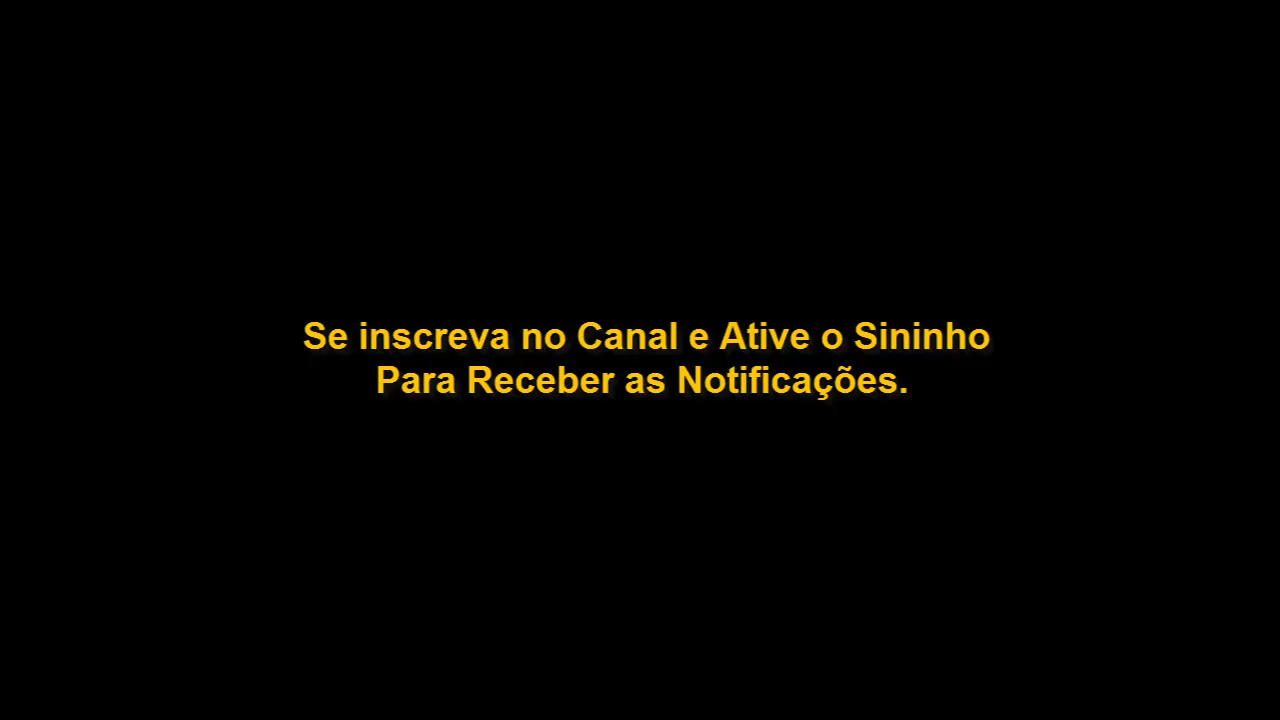 Se inscreva no Canal e Ative o Sininho
Para Receber as Notificações.